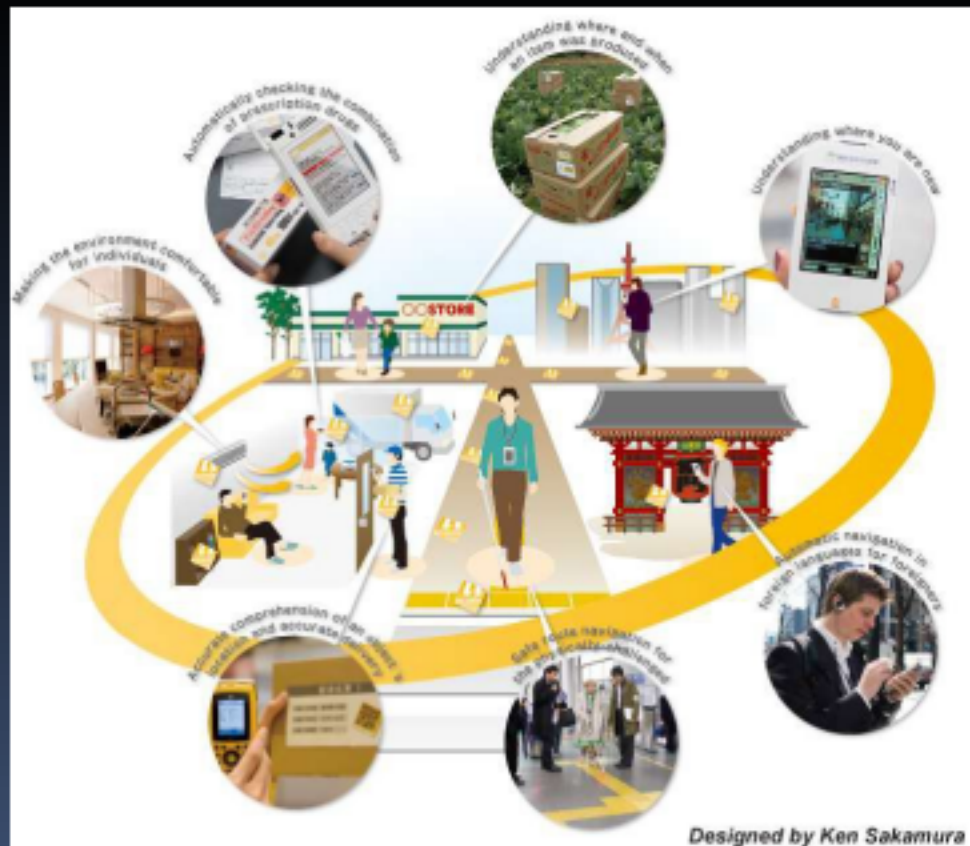 Understanding where and when
an item was produced
Automatically checking the combination
of prescription drugs
Understanding where you are new
Making the environment comfortable
for individuals
OOSTORE
Automatic navigation in
foreign languages for foreigners
Accurate comprehension of an object's
location and accurate delivery
Safe route navigation for
the physically-challenged
Designed by Ken Sakamura